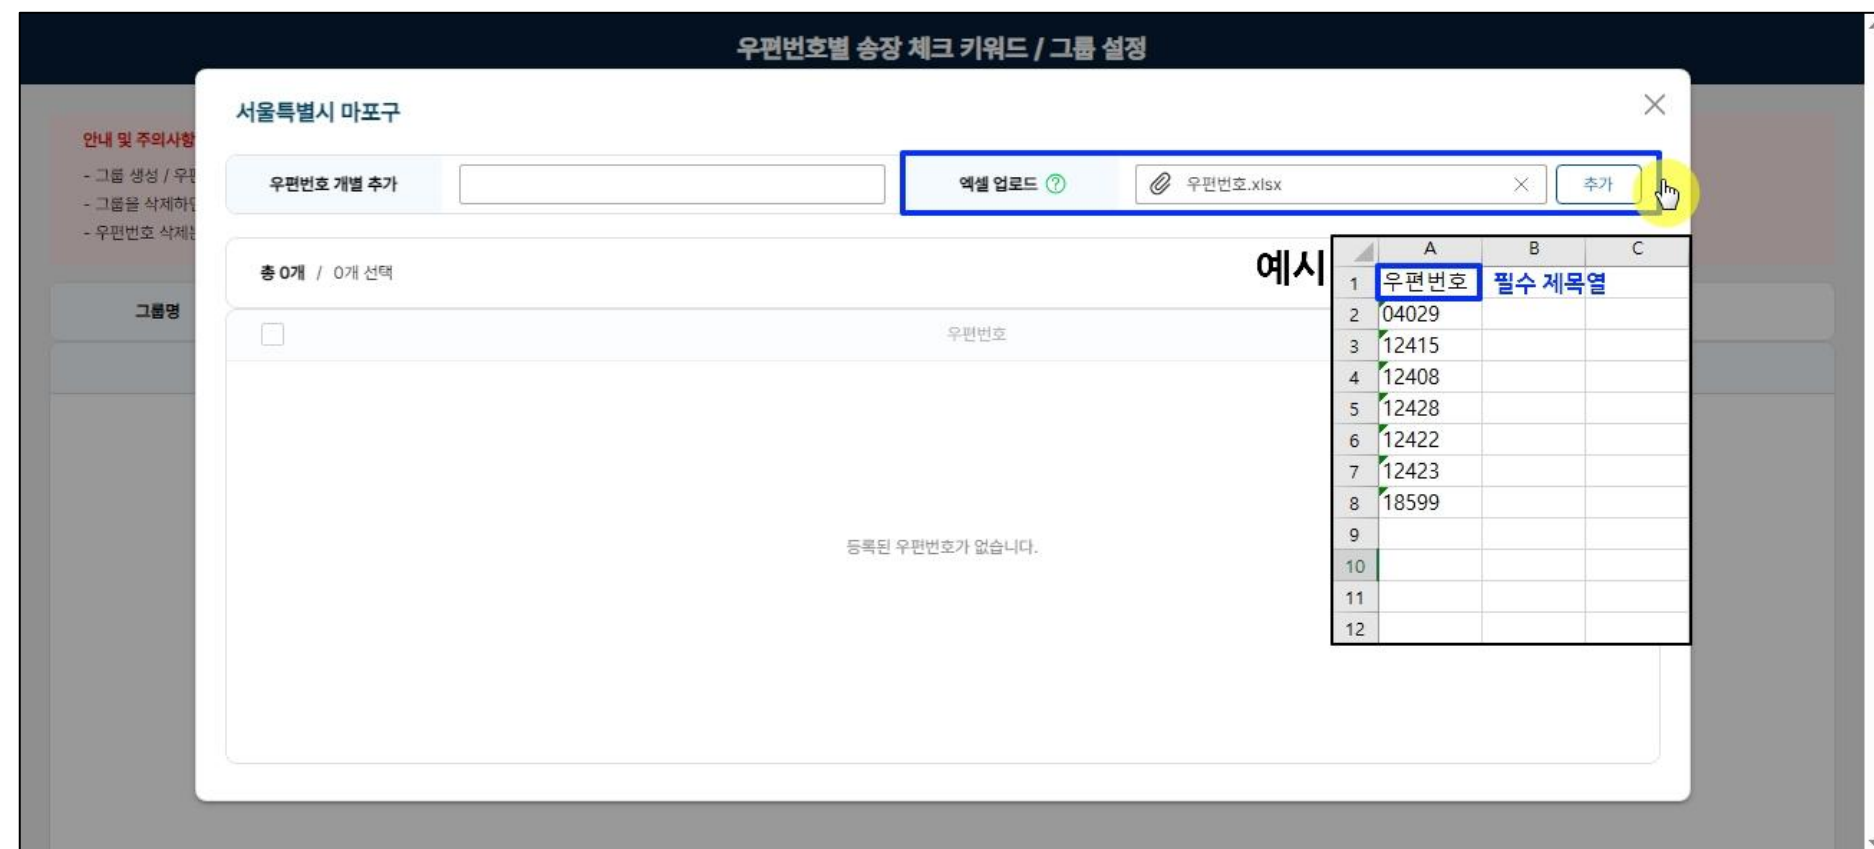 우편번호별 송장 체크 키워드 / 그룹 설정
서울특별시 마포구
안내 및 주의사항
- 그룹 생성 / 우편
- 그룹을 삭제하면
- 우편번호 삭제는
우편번호 개별 추가
엑셀 업로드 ?
우편번호.xlsx
추가
총 0개 / 0개 선택
그룹명
우편번호
등록된 우편번호가 없습니다.
예시
A B C
1 우편번호 필수 제목열
2 04029
3 12415
4 12408
5 12428
6 12422
7 12423
8 18599
9
10
11
12